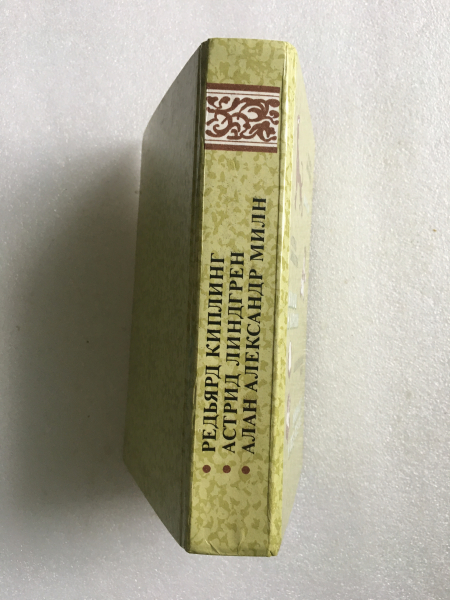 • РЕДЬЯРД КИПЛИНГ
• АСТРИД ЛИНДГРЕН
• АЛАН АЛЕКСАНДР МИЛН